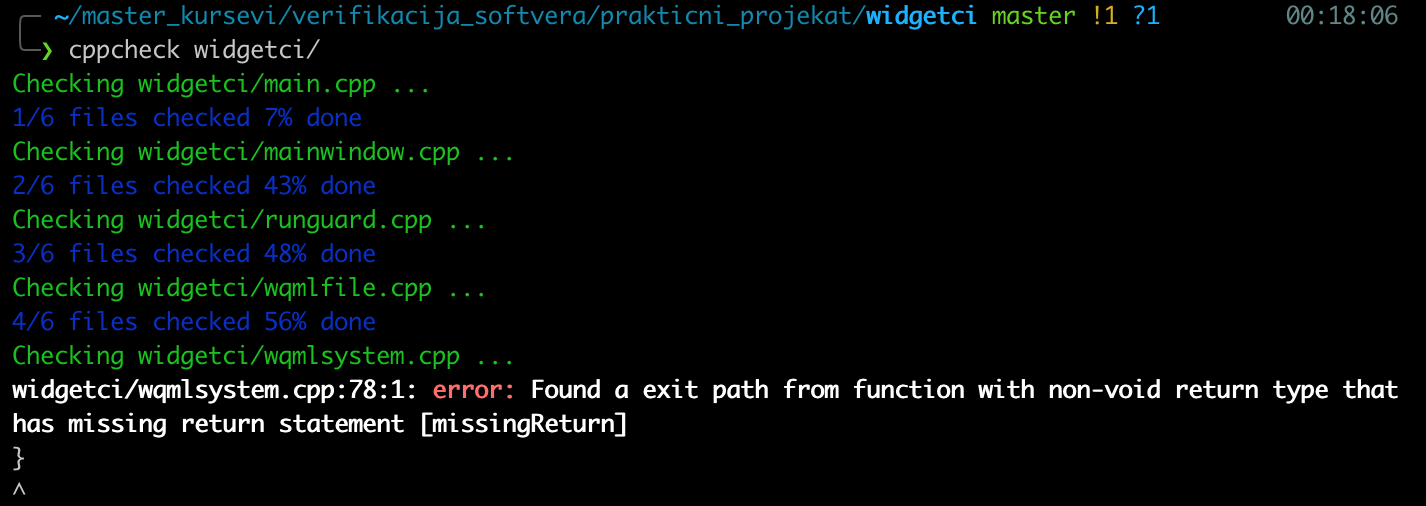 ~/master_kursevi/verifikacija_softvera/prakticni_projekat/widgetci master !1 ?1 00:18:06
❯ cppcheck widgetci/
Checking widgetci/main.cpp ...
1/6 files checked 7% done
Checking widgetci/mainwindow.cpp ...
2/6 files checked 43% done
Checking widgetci/runguard.cpp ...
3/6 files checked 48% done
Checking widgetci/wqmlfile.cpp ...
4/6 files checked 56% done
Checking widgetci/wqmlsystem.cpp ...
widgetci/wqmlsystem.cpp:78:1: error: Found a exit path from function with non-void return type that
has missing return statement [missingReturn]
}
^